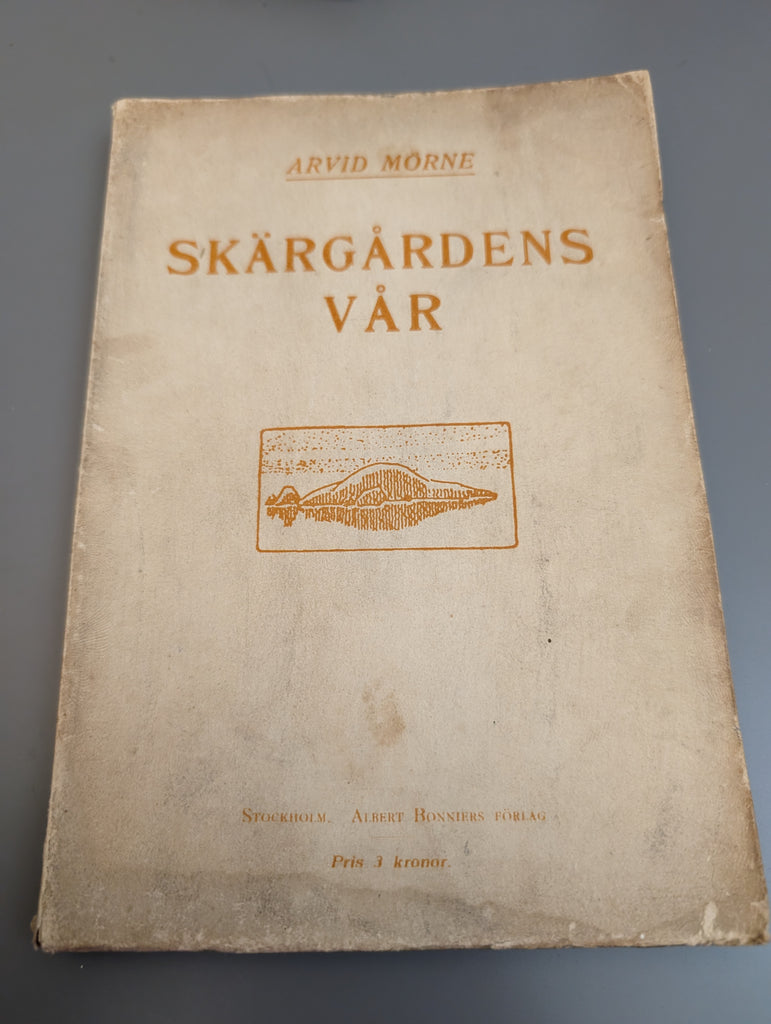 ARVID MÖRNE
SKÄRGÅRDENS
VÅR
STOCKHOLM. ALBERT BONNIERS FÖRLAG
Pris 3 kronor.